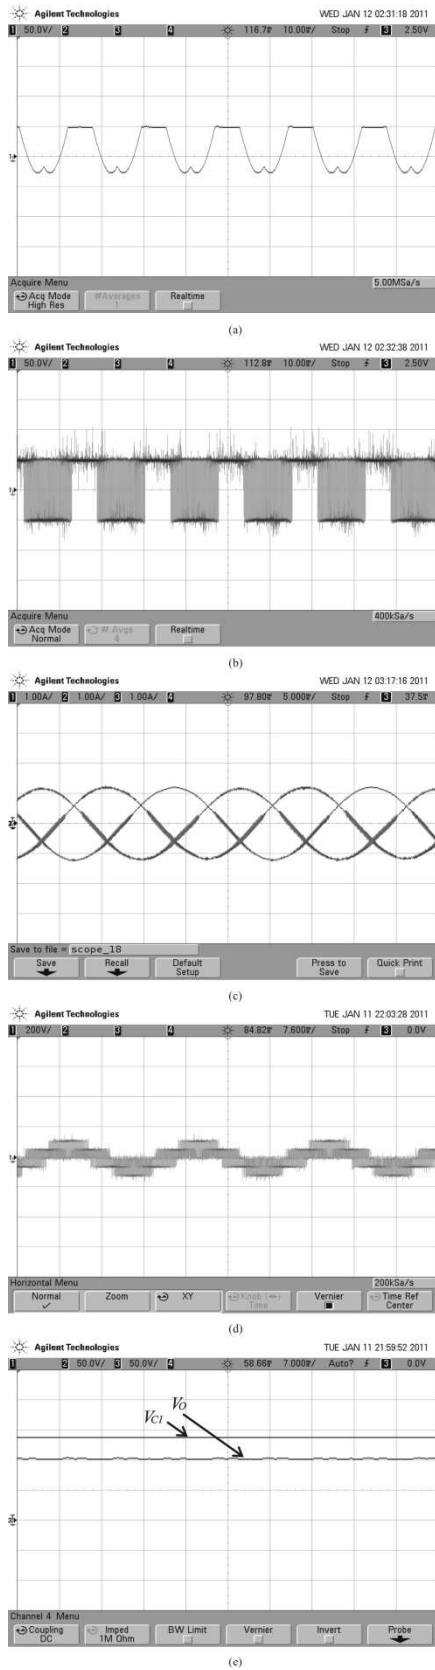 Agilent Technologies WED JAN 12 02:31:18 2011
1 50.0V/ 2 3 4 116.7▼ 10.00▼/ Stop 3 2.50V
Acquire Menu 5.00MSa/s
Acq Mode #Averages Realtime
High Res 1
(a)
Agilent Technologies WED JAN 12 02:32:38 2011
1 50.0V/ 2 3 4 112.8▼ 10.00▼/ Stop 3 2.50V
Acquire Menu 400kSa/s
Acq Mode # Avgs Realtime
Normal 4
(b)
Agilent Technologies WED JAN 12 03:17:16 2011
1 1.00A/ 2 1.00A/ 3 1.00A/ 4 97.80▼ 5.000▼/ Stop 3 37.5▼
Save to file = scope_18
Save Recall Default Press to Quick Print
Setup Save
(c)
Agilent Technologies TUE JAN 11 22:03:28 2011
1 200V/ 2 3 4 84.82▼ 7.600▼/ Stop 3 0.0V
Horizontal Menu 200kSa/s
Normal Zoom XY Knob Vernier Time Ref
Time Center
(d)
Agilent Technologies TUE JAN 11 21:59:52 2011
1 2 50.0V/ 3 50.0V/ 4 58.66▼ 7.000▼/ Auto? 3 0.0V
VO
VC1
Channel 4 Menu
Coupling Imped BW Limit Vernier Invert Probe
DC 1M Ohm
(e)